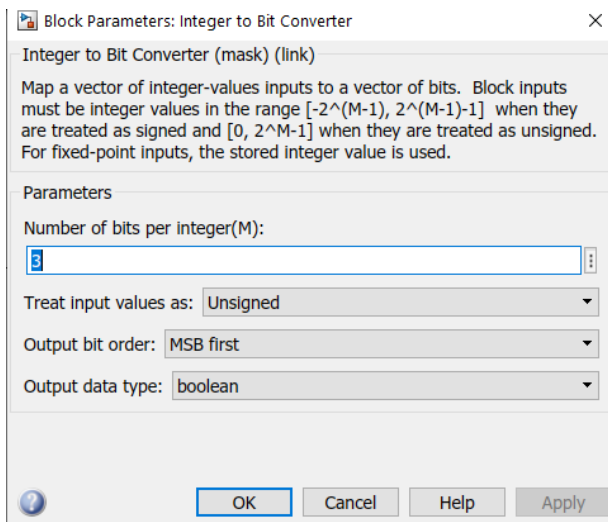 Block Parameters: Integer to Bit Converter
Integer to Bit Converter (mask) (link)
Map a vector of integer-values inputs to a vector of bits.  Block inputs
must be integer values in the range [-2^(M-1), 2^(M-1)-1]  when they
are treated as signed and [0, 2^M-1] when they are treated as unsigned.
For fixed-point inputs, the stored integer value is used.
Parameters
Number of bits per integer(M):
3
Treat input values as: Unsigned
Output bit order: MSB first
Output data type: boolean
OK Cancel Help Apply